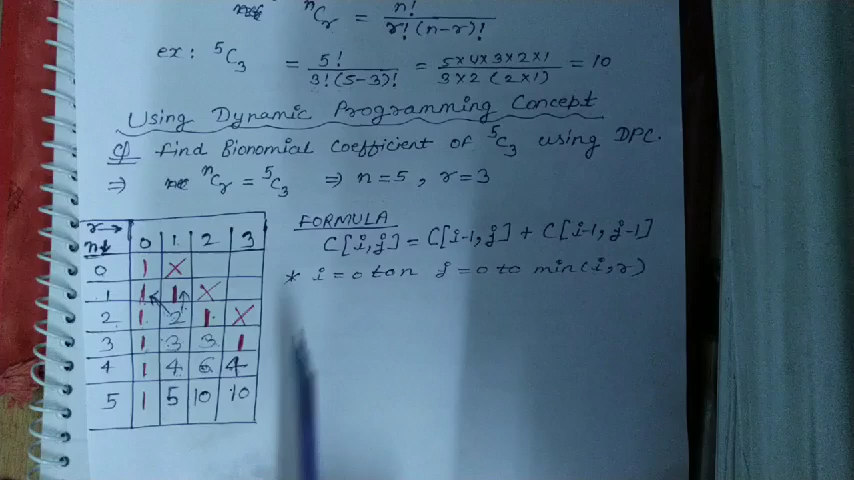 ⁿCᵣ = n! / r!(n-r)!
ex: ⁵C₃ = 5! / 3!(5-3)! = 5×4×3×2×1 / 3×2 (2×1) = 10
Using Dynamic Programming Concept
Q find Bionomial coefficient of ⁵C₃ using DPC.
⇒ ⁿCᵣ = ⁵C₃ ⇒ n=5, r=3
r→ 0 1 2 3
n↓
0 1 X
1 1 1 X
2 1 2 1 X
3 1 3 3 1
4 1 4 6 4
5 1 5 10 10
FORMULA
C[i,j] = C[i-1,j] + C[i-1,j-1]
* i=0 to n j=0 to min(i,r)